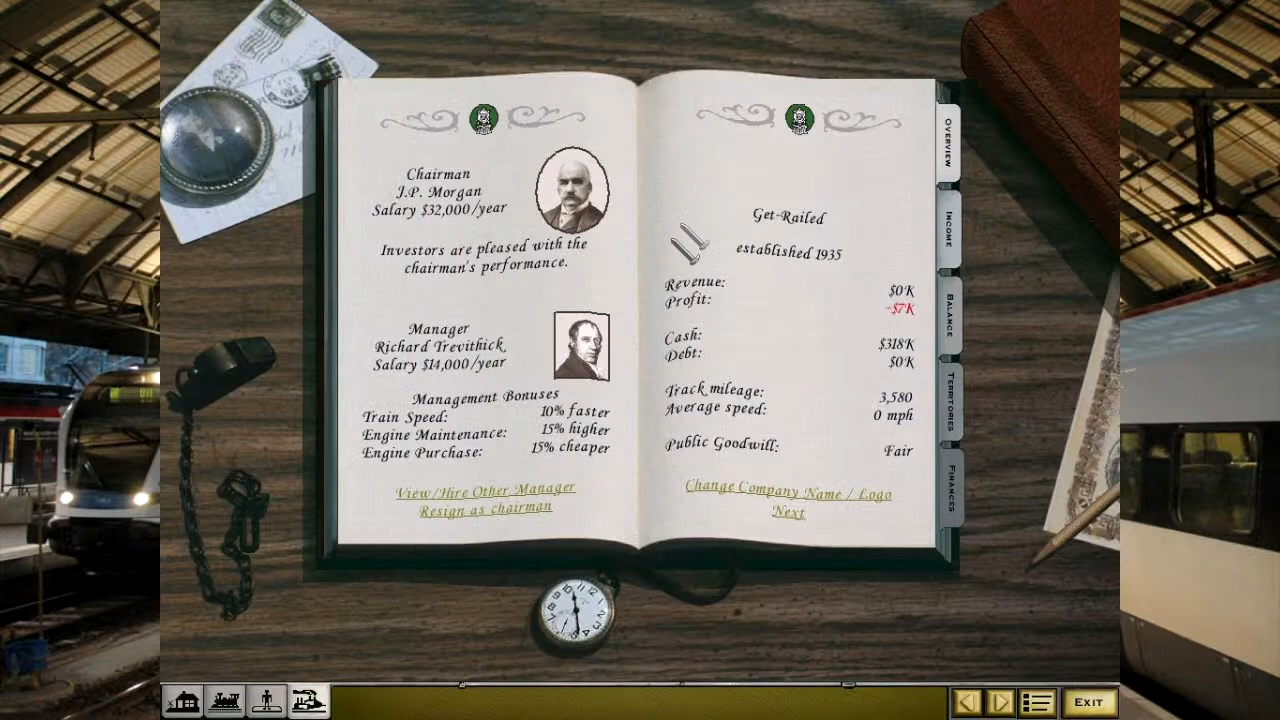 Chairman
J.P. Morgan
Salary $32,000/year
Investors are pleased with the
chairman's performance.
Manager
Richard Trevithick
Salary $14,000/year
Management Bonuses
Train Speed: 10% faster
Engine Maintenance: 15% higher
Engine Purchase: 15% cheaper
View/Hire Other Manager
Resign as chairman
Get-Railed
established 1935
Revenue: $0K
Profit: -$7K
Cash: $318K
Debt: $0K
Track mileage: 3,580
Average speed: 0 mph
Public Goodwill: Fair
Change Company Name / Logo
Next
OVERVIEW
INCOME
BALANCE
TERRITORIES
FINANCES
EXIT